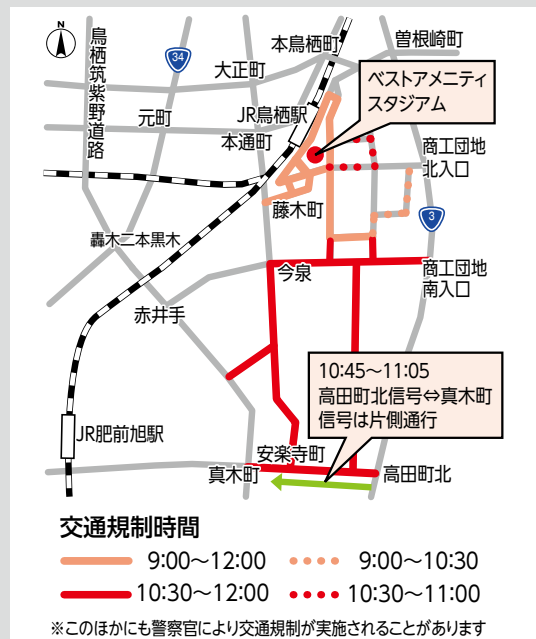 N
本鳥栖町
曽根崎町
34
大正町
鳥栖筑紫野道路
ベストアメニティ
スタジアム
JR鳥栖駅
元町
本通町
商工団地
北入口
藤木町
3
轟木二本黒木
今泉
商工団地
南入口
赤井手
10:45〜11:05
高田町北信号⇔真木町
信号は片側通行
JR肥前旭駅
安楽寺町
真木町
高田町北
交通規制時間
9:00〜12:00
9:00〜10:30
10:30〜12:00
10:30〜11:00
※このほかにも警察官により交通規制が実施されることがあります